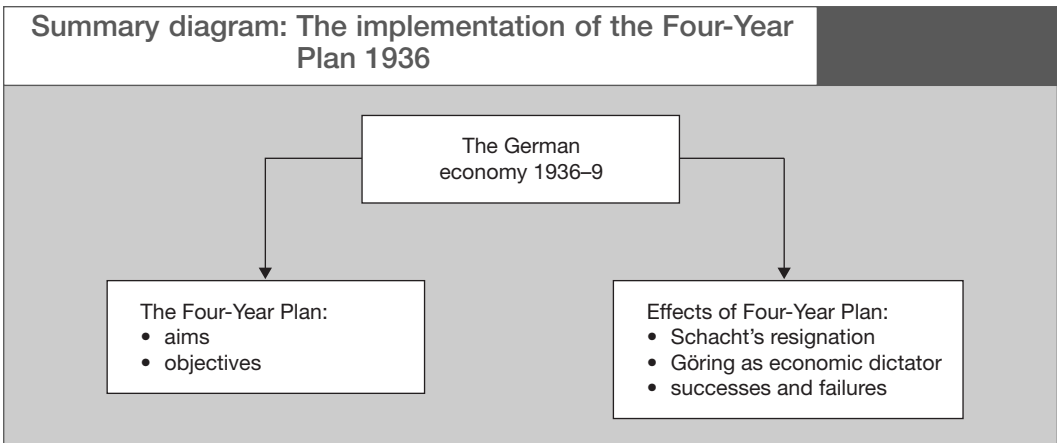 Summary diagram: The implementation of the Four-Year
Plan 1936
The German
economy 1936–9
The Four-Year Plan:
• aims
• objectives
Effects of Four-Year Plan:
• Schacht's resignation
• Göring as economic dictator
• successes and failures